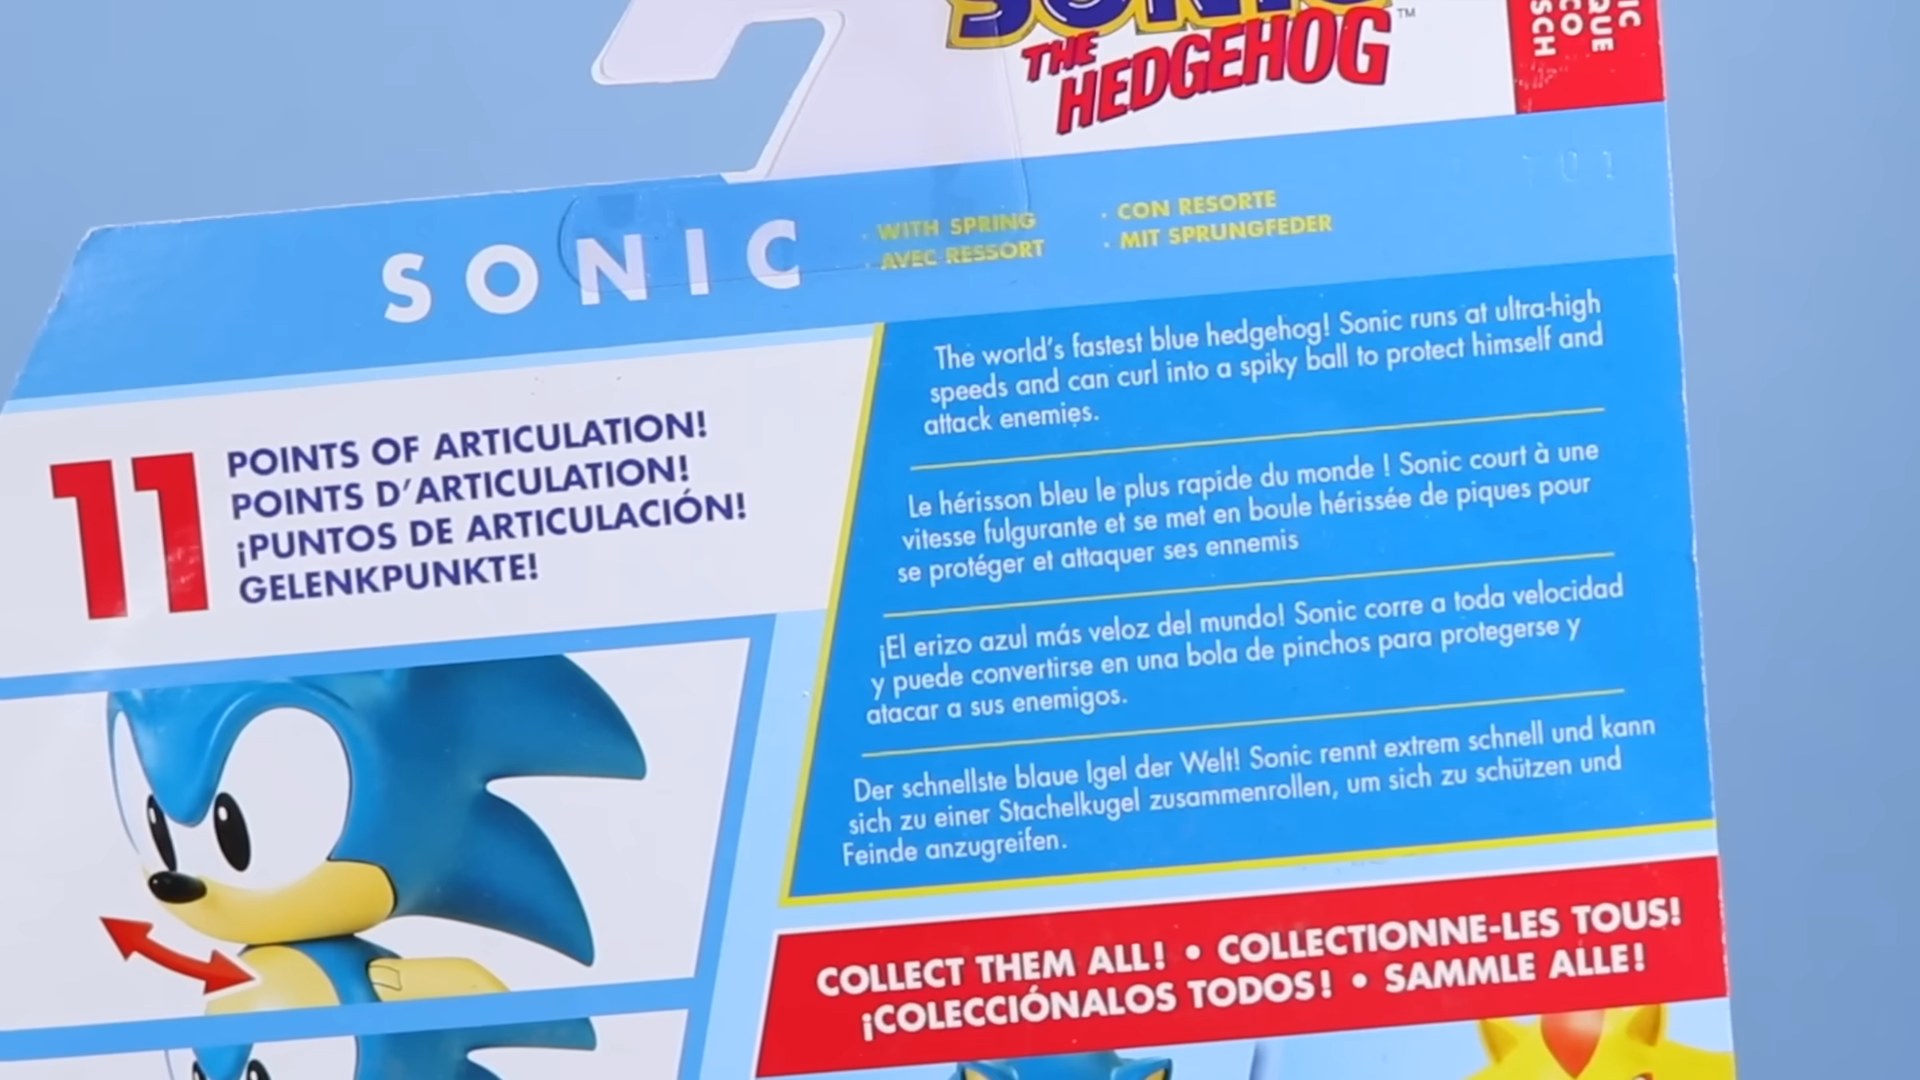 SONIC
THE
HEDGEHOG
™
SONIC
· WITH SPRING
· AVEC RESSORT
· CON RESORTE
· MIT SPRUNGFEDER
T01
11
POINTS OF ARTICULATION!
POINTS D'ARTICULATION!
¡PUNTOS DE ARTICULACIÓN!
GELENKPUNKTE!
The world's fastest blue hedgehog! Sonic runs at ultra-high
speeds and can curl into a spiky ball to protect himself and
attack enemies.
Le hérisson bleu le plus rapide du monde ! Sonic court à une
vitesse fulgurante et se met en boule hérissée de piques pour
se protéger et attaquer ses ennemis
¡El erizo azul más veloz del mundo! Sonic corre a toda velocidad
y puede convertirse en una bola de pinchos para protegerse y
atacar a sus enemigos.
Der schnellste blaue Igel der Welt! Sonic rennt extrem schnell und kann
sich zu einer Stachelkugel zusammenrollen, um sich zu schützen und
Feinde anzugreifen.
COLLECT THEM ALL! • COLLECTIONNE-LES TOUS!
¡COLECCIÓNALOS TODOS! • SAMMLE ALLE!